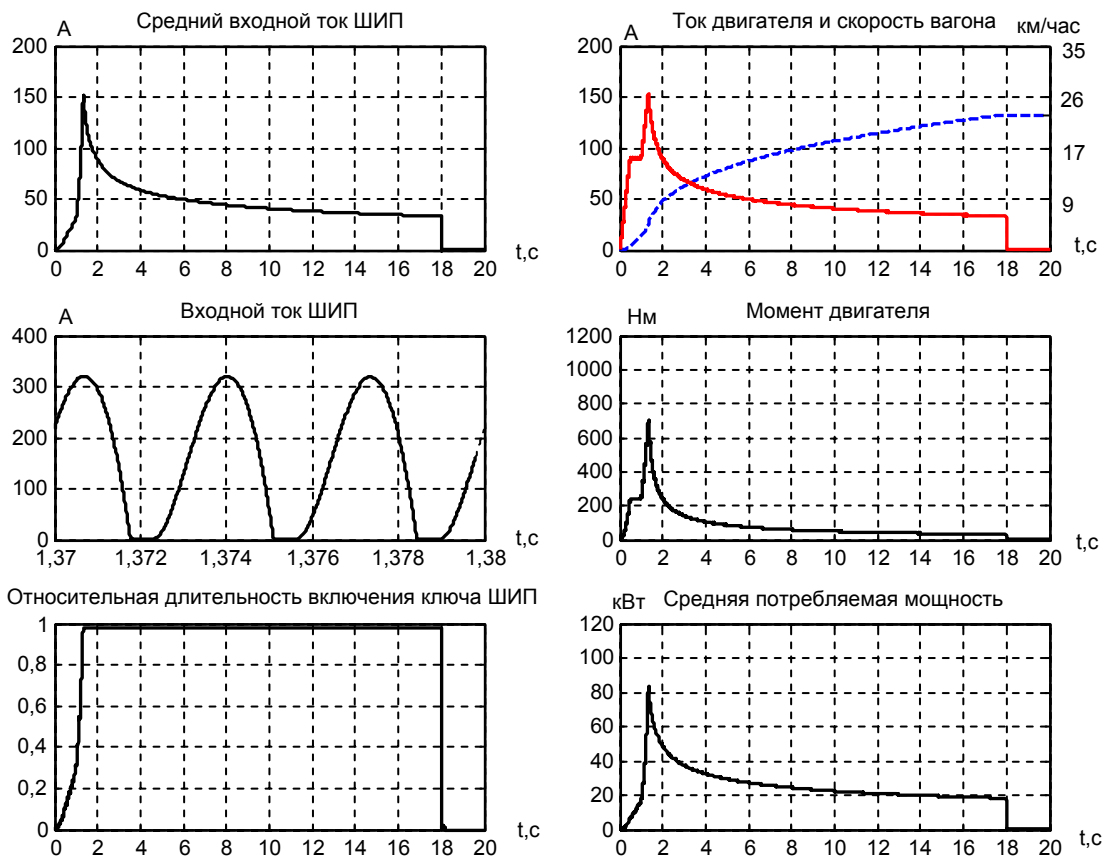 Средний входной ток ШИП
А
200
150
100
50
0
0 2 4 6 8 10 12 14 16 18 20
t,с
Ток двигателя и скорость вагона
А
км/час
200
150
100
50
0
35
26
17
9
0 2 4 6 8 10 12 14 16 18 20
t,с
Входной ток ШИП
А
400
300
200
100
0
1,37 1,372 1,374 1,376 1,378 1,38
t,с
Момент двигателя
Нм
1200
1000
800
600
400
200
0
0 2 4 6 8 10 12 14 16 18 20
t,с
Относительная длительность включения ключа ШИП
1
0,8
0,6
0,4
0,2
0
0 2 4 6 8 10 12 14 16 18 20
t,с
кВт Средняя потребляемая мощность
120
100
80
60
40
20
0
0 2 4 6 8 10 12 14 16 18 20
t,с